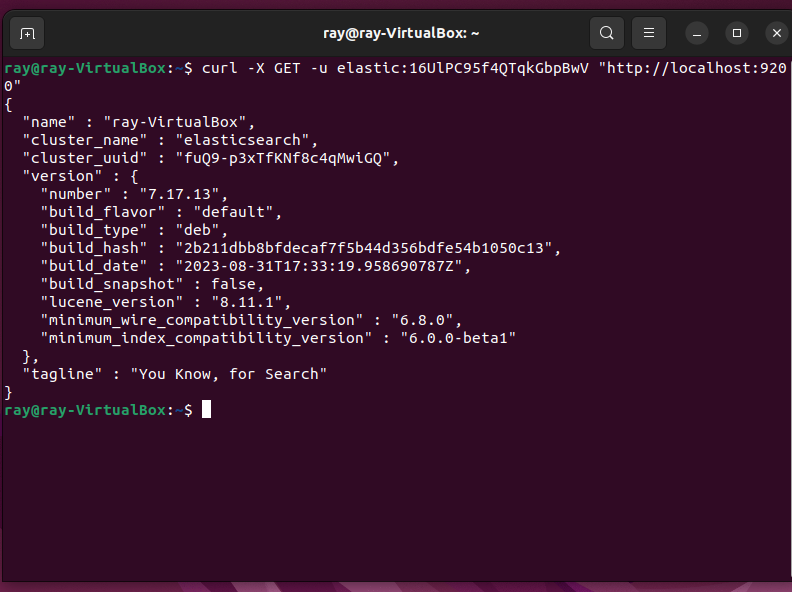 ray@ray-VirtualBox: ~
ray@ray-VirtualBox:~$ curl -X GET -u elastic:16UlPC95f4QTqkGbpBwV "http://localhost:920
0"
{
  "name" : "ray-VirtualBox",
  "cluster_name" : "elasticsearch",
  "cluster_uuid" : "fuQ9-p3xTfKNf8c4qMwiGQ",
  "version" : {
    "number" : "7.17.13",
    "build_flavor" : "default",
    "build_type" : "deb",
    "build_hash" : "2b211dbb8bfdecaf7f5b44d356bdfe54b1050c13",
    "build_date" : "2023-08-31T17:33:19.958690787Z",
    "build_snapshot" : false,
    "lucene_version" : "8.11.1",
    "minimum_wire_compatibility_version" : "6.8.0",
    "minimum_index_compatibility_version" : "6.0.0-beta1"
  },
  "tagline" : "You Know, for Search"
}
ray@ray-VirtualBox:~$